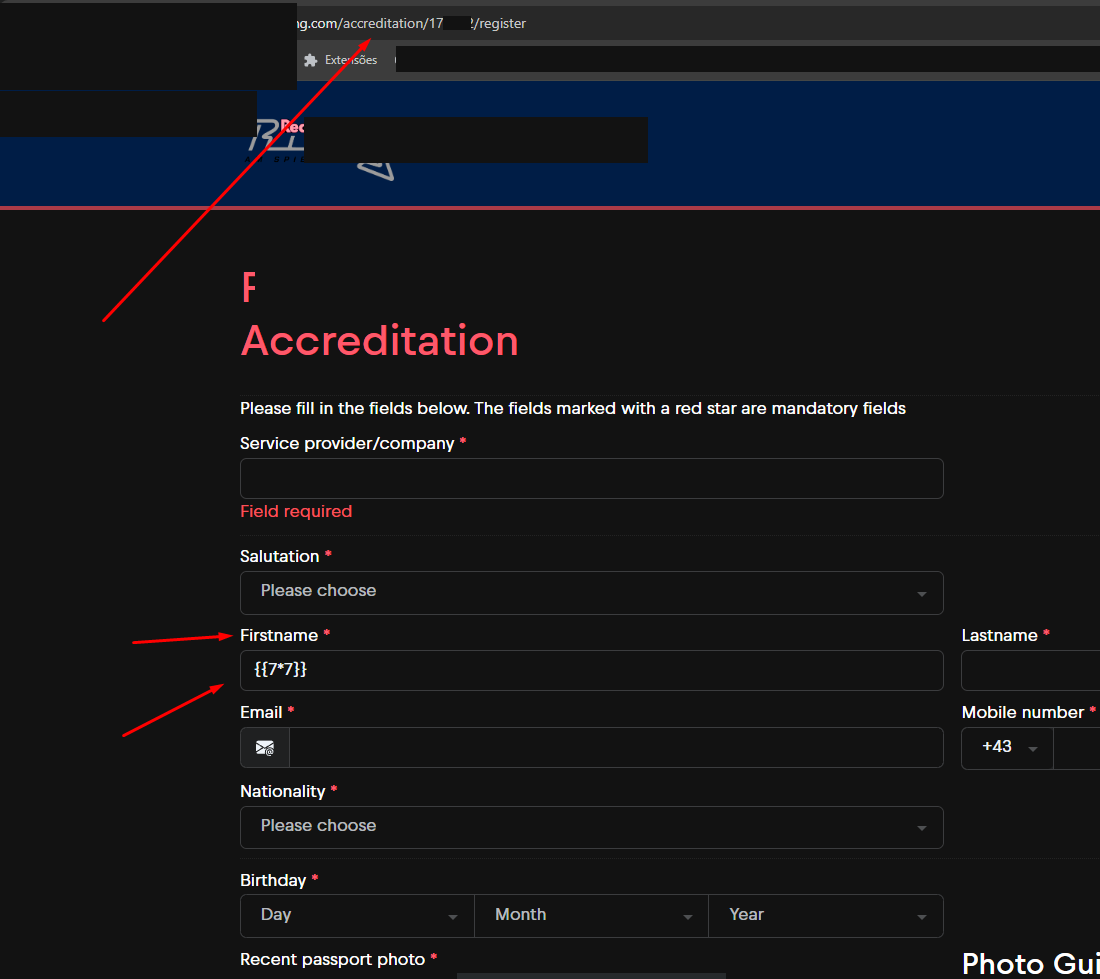 ng.com/accreditation/17
2/register
Extensões
Rec
Accreditation
Please fill in the fields below. The fields marked with a red star are mandatory fields
Service provider/company *
Field required
Salutation *
Please choose
Firstname *
Lastname *
{{7*7}}
Email *
Mobile number *
+43
Nationality *
Please choose
Birthday *
Day
Month
Year
Recent passport photo *
Photo Gui